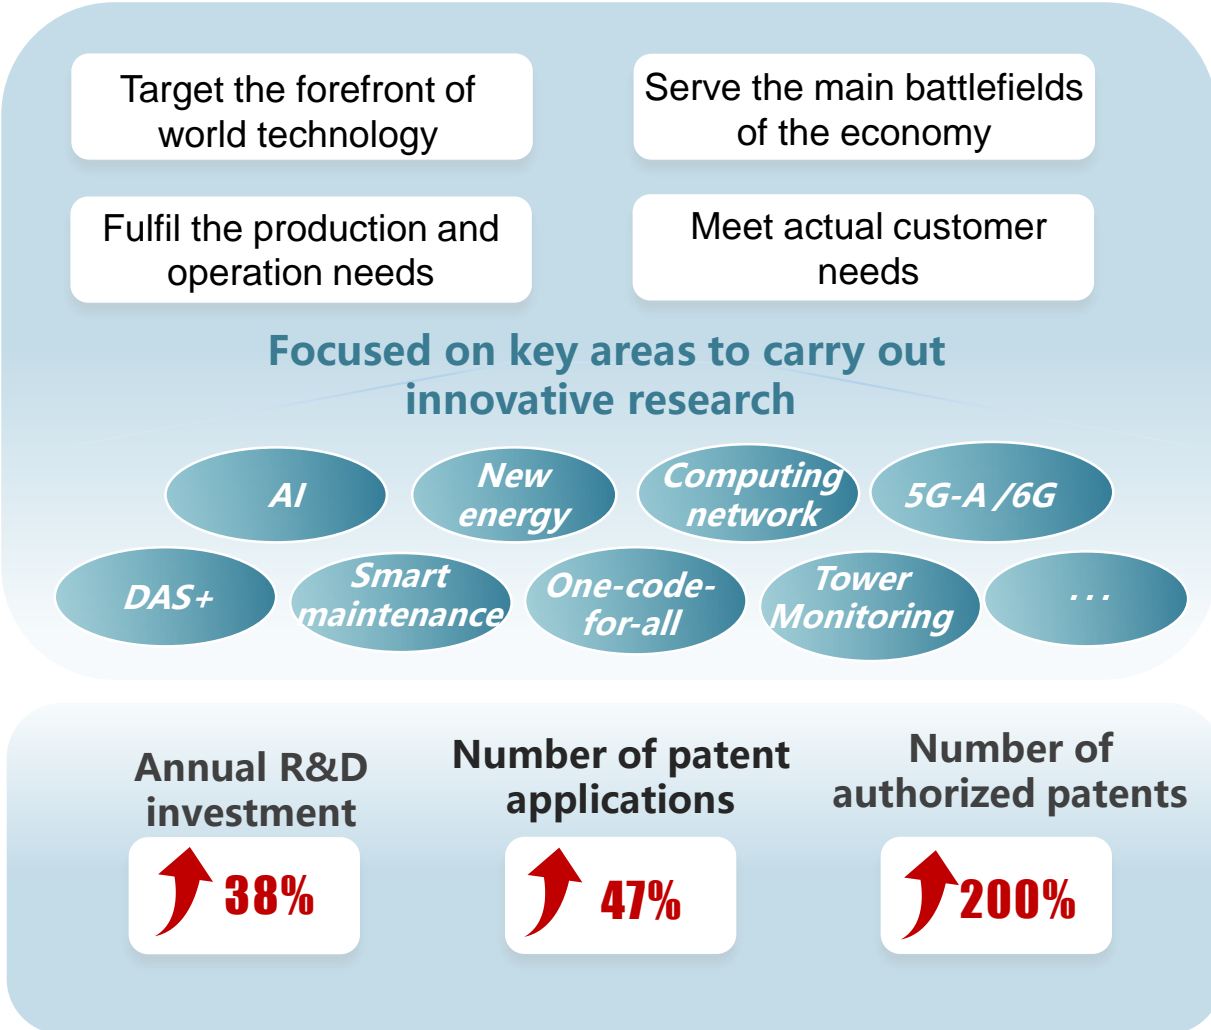 Target the forefront of
world technology
Serve the main battlefields
of the economy
Fulfil the production and
operation needs
Meet actual customer
needs
Focused on key areas to carry out
innovative research
AI
New
energy
Computing
network
5G-A /6G
DAS+
Smart
maintenance
One-code-
for-all
Tower
Monitoring
...
Annual R&D
investment
38%
Number of patent
applications
47%
Number of
authorized patents
200%